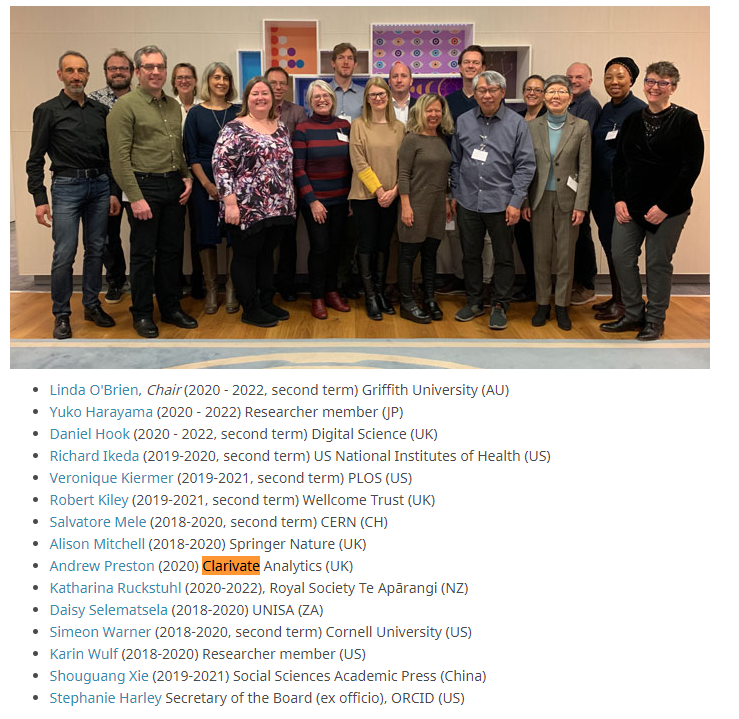 Linda O'Brien, Chair (2020 - 2022, second term) Griffith University (AU)
Yuko Harayama (2020 - 2022) Researcher member (JP)
Daniel Hook (2020 - 2022, second term) Digital Science (UK)
Richard Ikeda (2019-2020, second term) US National Institutes of Health (US)
Veronique Kiermer (2019-2021, second term) PLOS (US)
Robert Kiley (2019-2021, second term) Wellcome Trust (UK)
Salvatore Mele (2018-2020, second term) CERN (CH)
Alison Mitchell (2018-2020) Springer Nature (UK)
Andrew Preston (2020) Clarivate Analytics (UK)
Katharina Ruckstuhl (2020-2022), Royal Society Te Apārangi (NZ)
Daisy Selematsela (2018-2020) UNISA (ZA)
Simeon Warner (2018-2020, second term) Cornell University (US)
Karin Wulf (2018-2020) Researcher member (US)
Shouguang Xie (2019-2021) Social Sciences Academic Press (China)
Stephanie Harley Secretary of the Board (ex officio), ORCID (US)